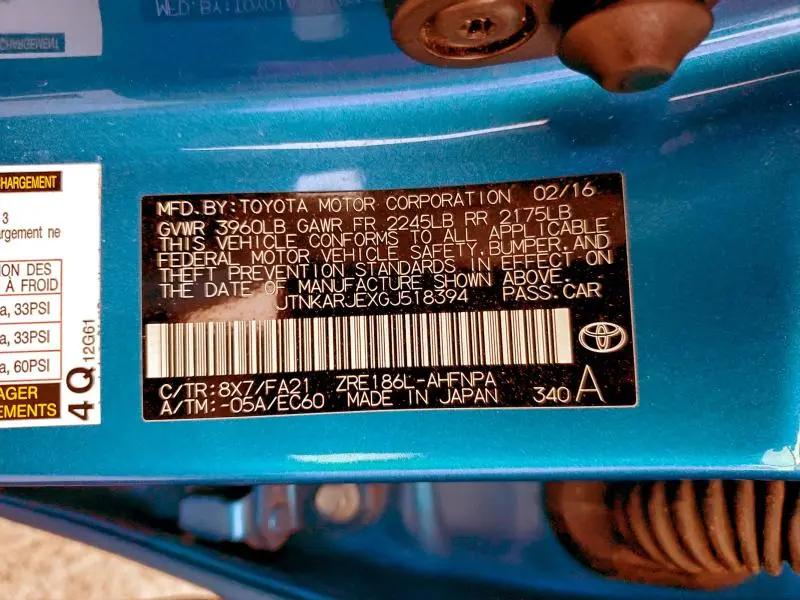 MFD.BY:TOYOTA
HARGEMENT
3
argement ne
ION DES
À FROID
a, 33PSI
a, 33PSI
a, 60PSI
AGER
EMENTS
4Q 12G61
MFD.BY:TOYOTA MOTOR CORPORATION 02/16
GVWR 3960LB GAWR FR 2245LB RR 2175LB
THIS VEHICLE CONFORMS TO ALL APPLICABLE
FEDERAL MOTOR VEHICLE SAFETY,BUMPER,AND
THEFT PREVENTION STANDARDS IN EFFECT ON
THE DATE OF MANUFACTURE SHOWN ABOVE.
JTNKARJEXGJ518394 PASS.CAR
C/TR:8X7/FA21 ZRE186L-AHFNPA
A/TM:-05A/EC60 MADE IN JAPAN 340 A